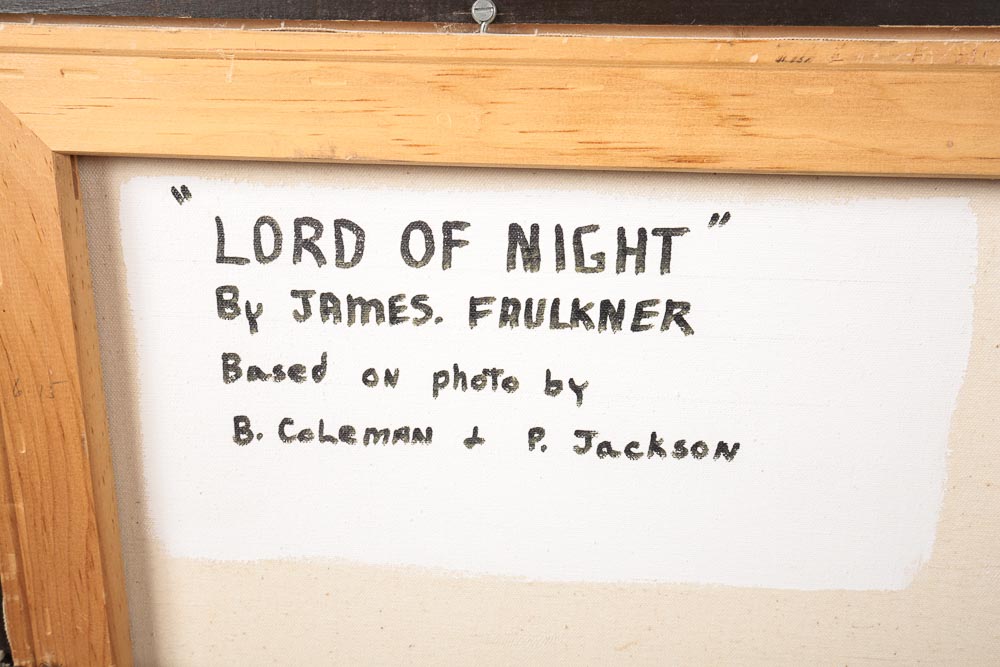 "LORD OF NIGHT"
By JAMES. FAULKNER
Based on photo by
B. Coleman & P. Jackson